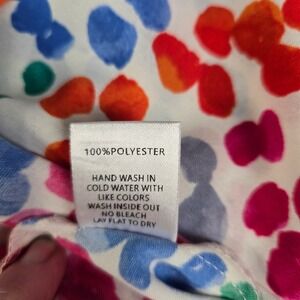 100%POLYESTER
HAND WASH IN
COLD WATER WITH
LIKE COLORS
WASH INSIDE OUT
NO BLEACH
LAY FLAT TO DRY